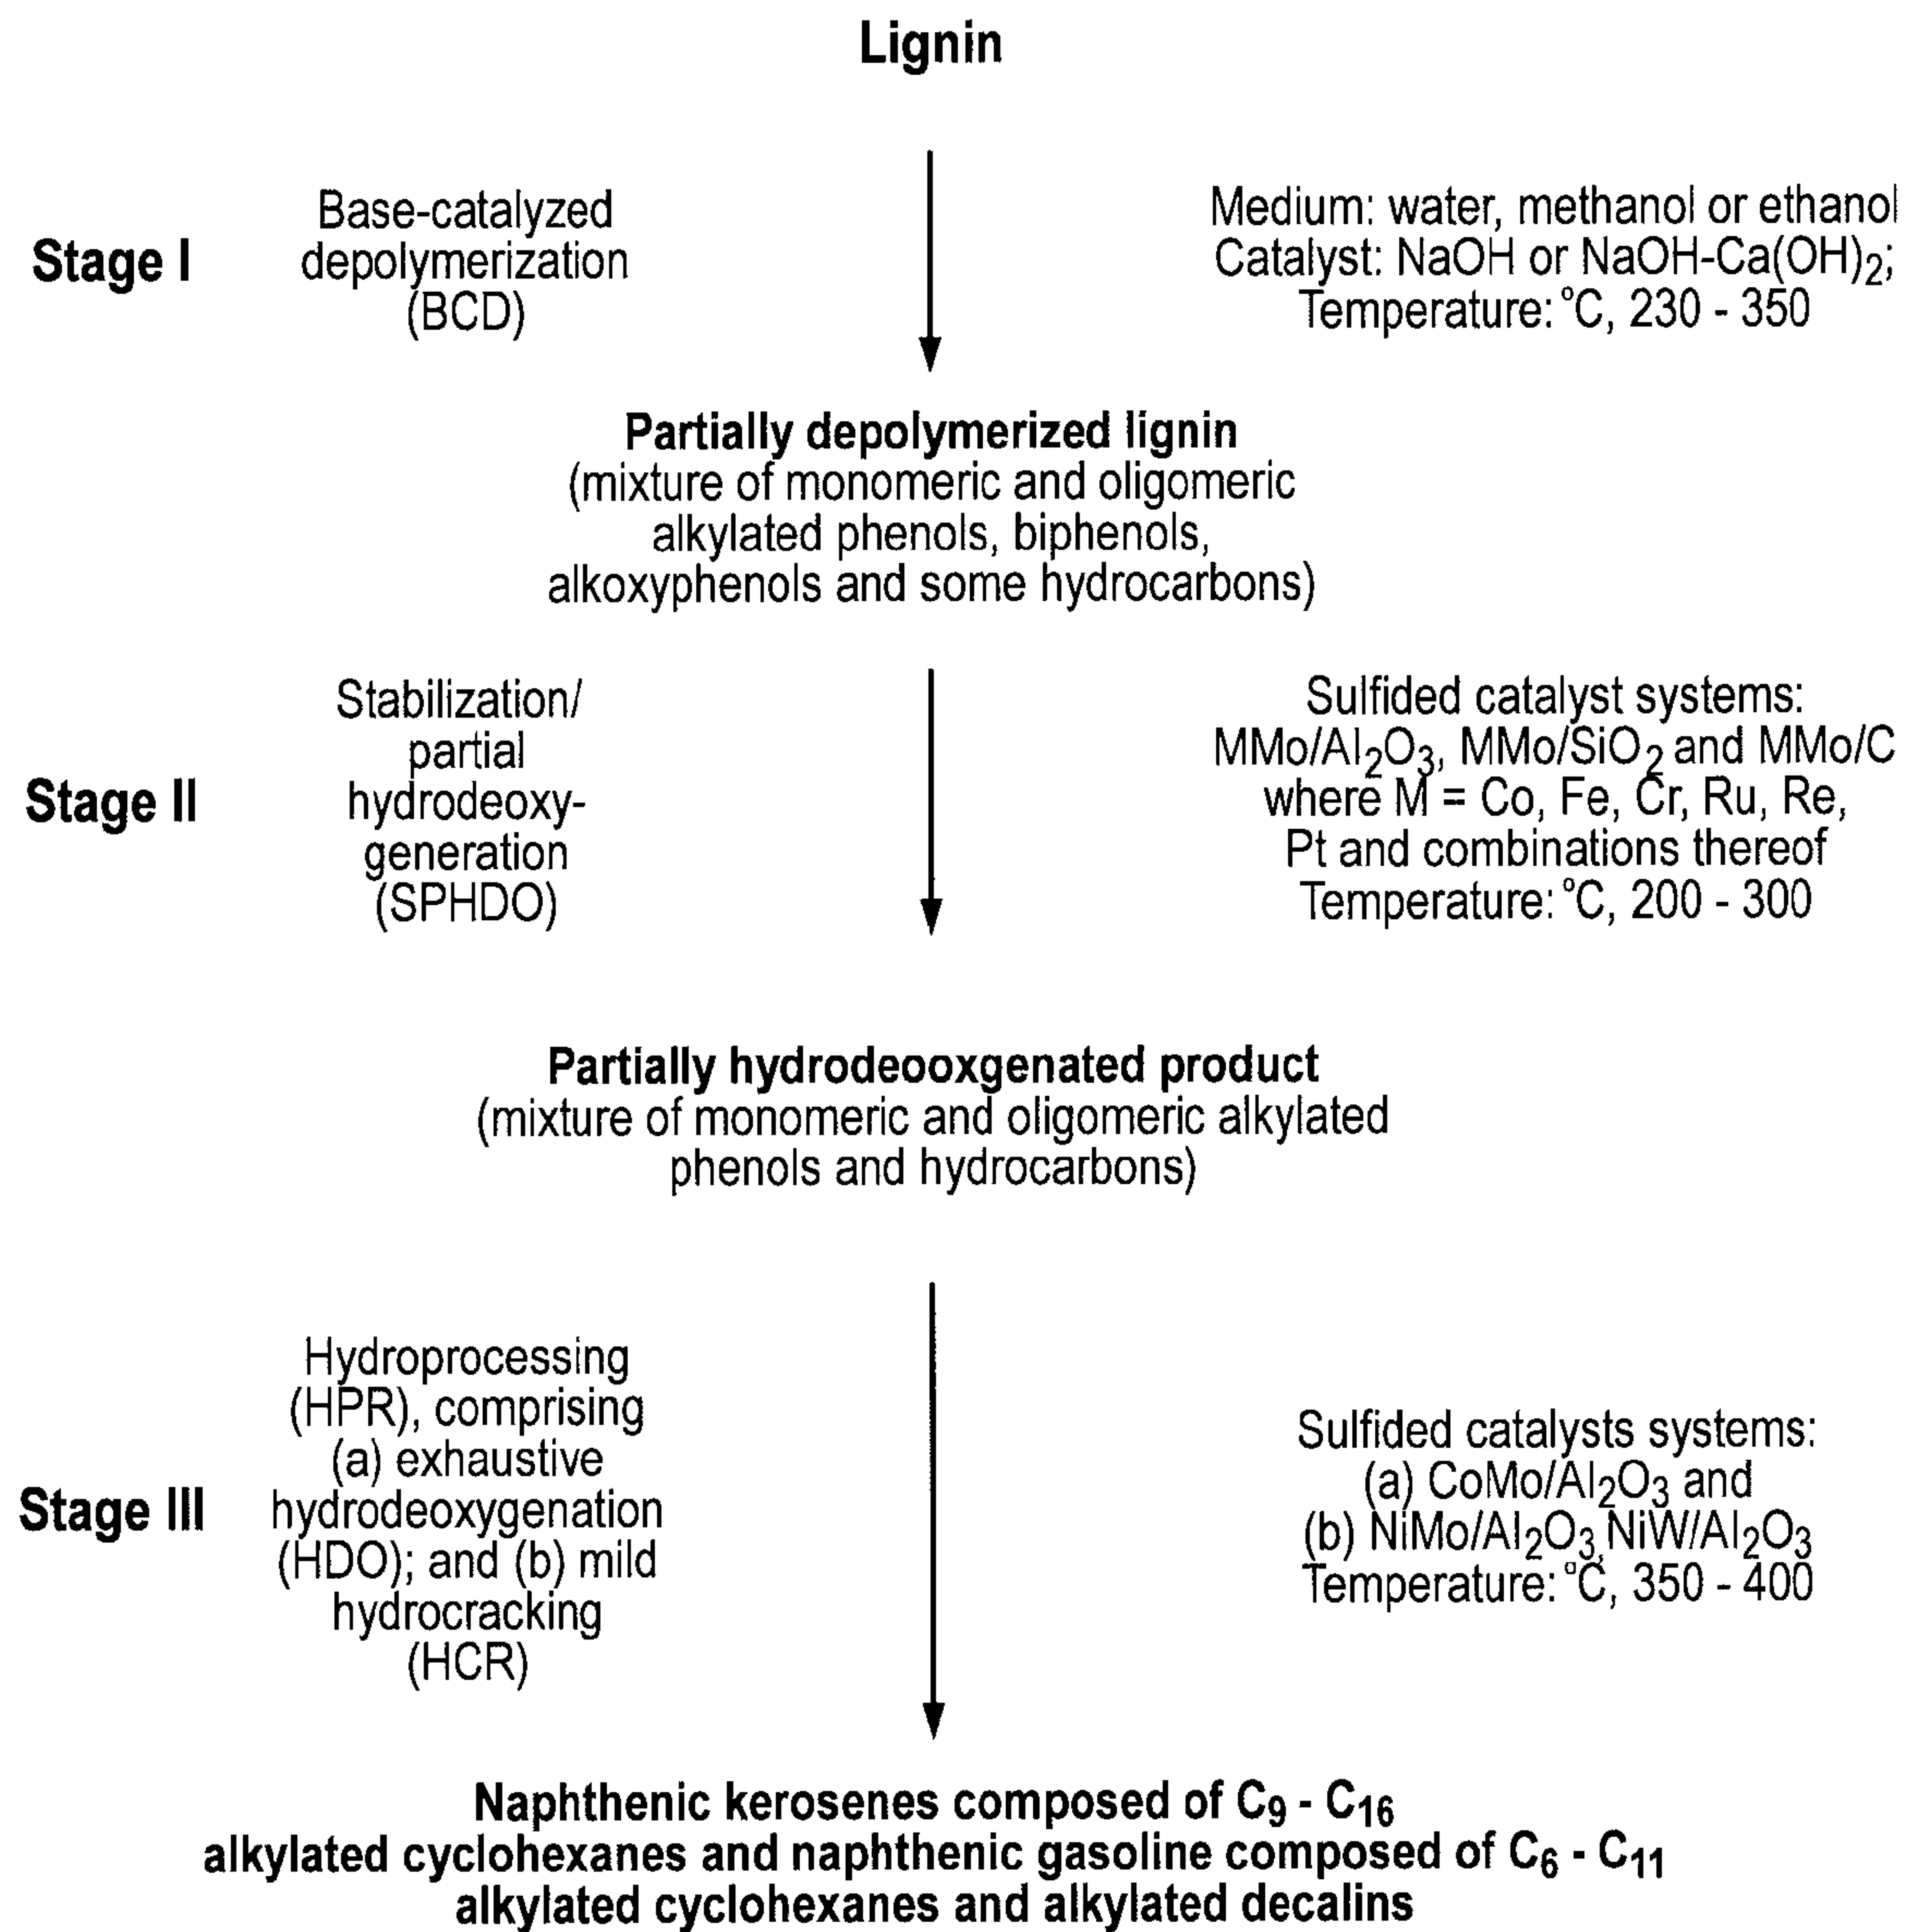 Lignin
Stage I
Base-catalyzed
depolymerization
(BCD)
Medium: water, methanol or ethanol
Catalyst: NaOH or NaOH-Ca(OH)₂;
Temperature: ºC, 230 - 350
Partially depolymerized lignin
(mixture of monomeric and oligomeric
alkylated phenols, biphenols,
alkoxyphenols and some hydrocarbons)
Stage II
Stabilization/
partial
hydrodeoxy-
generation
(SPHDO)
Sulfided catalyst systems:
MMo/Al₂O₃, MMo/SiO₂ and MMo/C
where M = Co, Fe, Cr, Ru, Re,
Pt and combinations thereof
Temperature: ºC, 200 - 300
Partially hydrodeooxgenated product
(mixture of monomeric and oligomeric alkylated
phenols and hydrocarbons)
Stage III
Hydroprocessing
(HPR), comprising
(a) exhaustive
hydrodeoxygenation
(HDO); and (b) mild
hydrocracking
(HCR)
Sulfided catalysts systems:
(a) CoMo/Al₂O₃ and
(b) NiMo/Al₂O₃,NiW/Al₂O₃
Temperature: ºC, 350 - 400
Naphthenic kerosenes composed of C₉ - C₁₆
alkylated cyclohexanes and naphthenic gasoline composed of C₆ - C₁₁
alkylated cyclohexanes and alkylated decalins